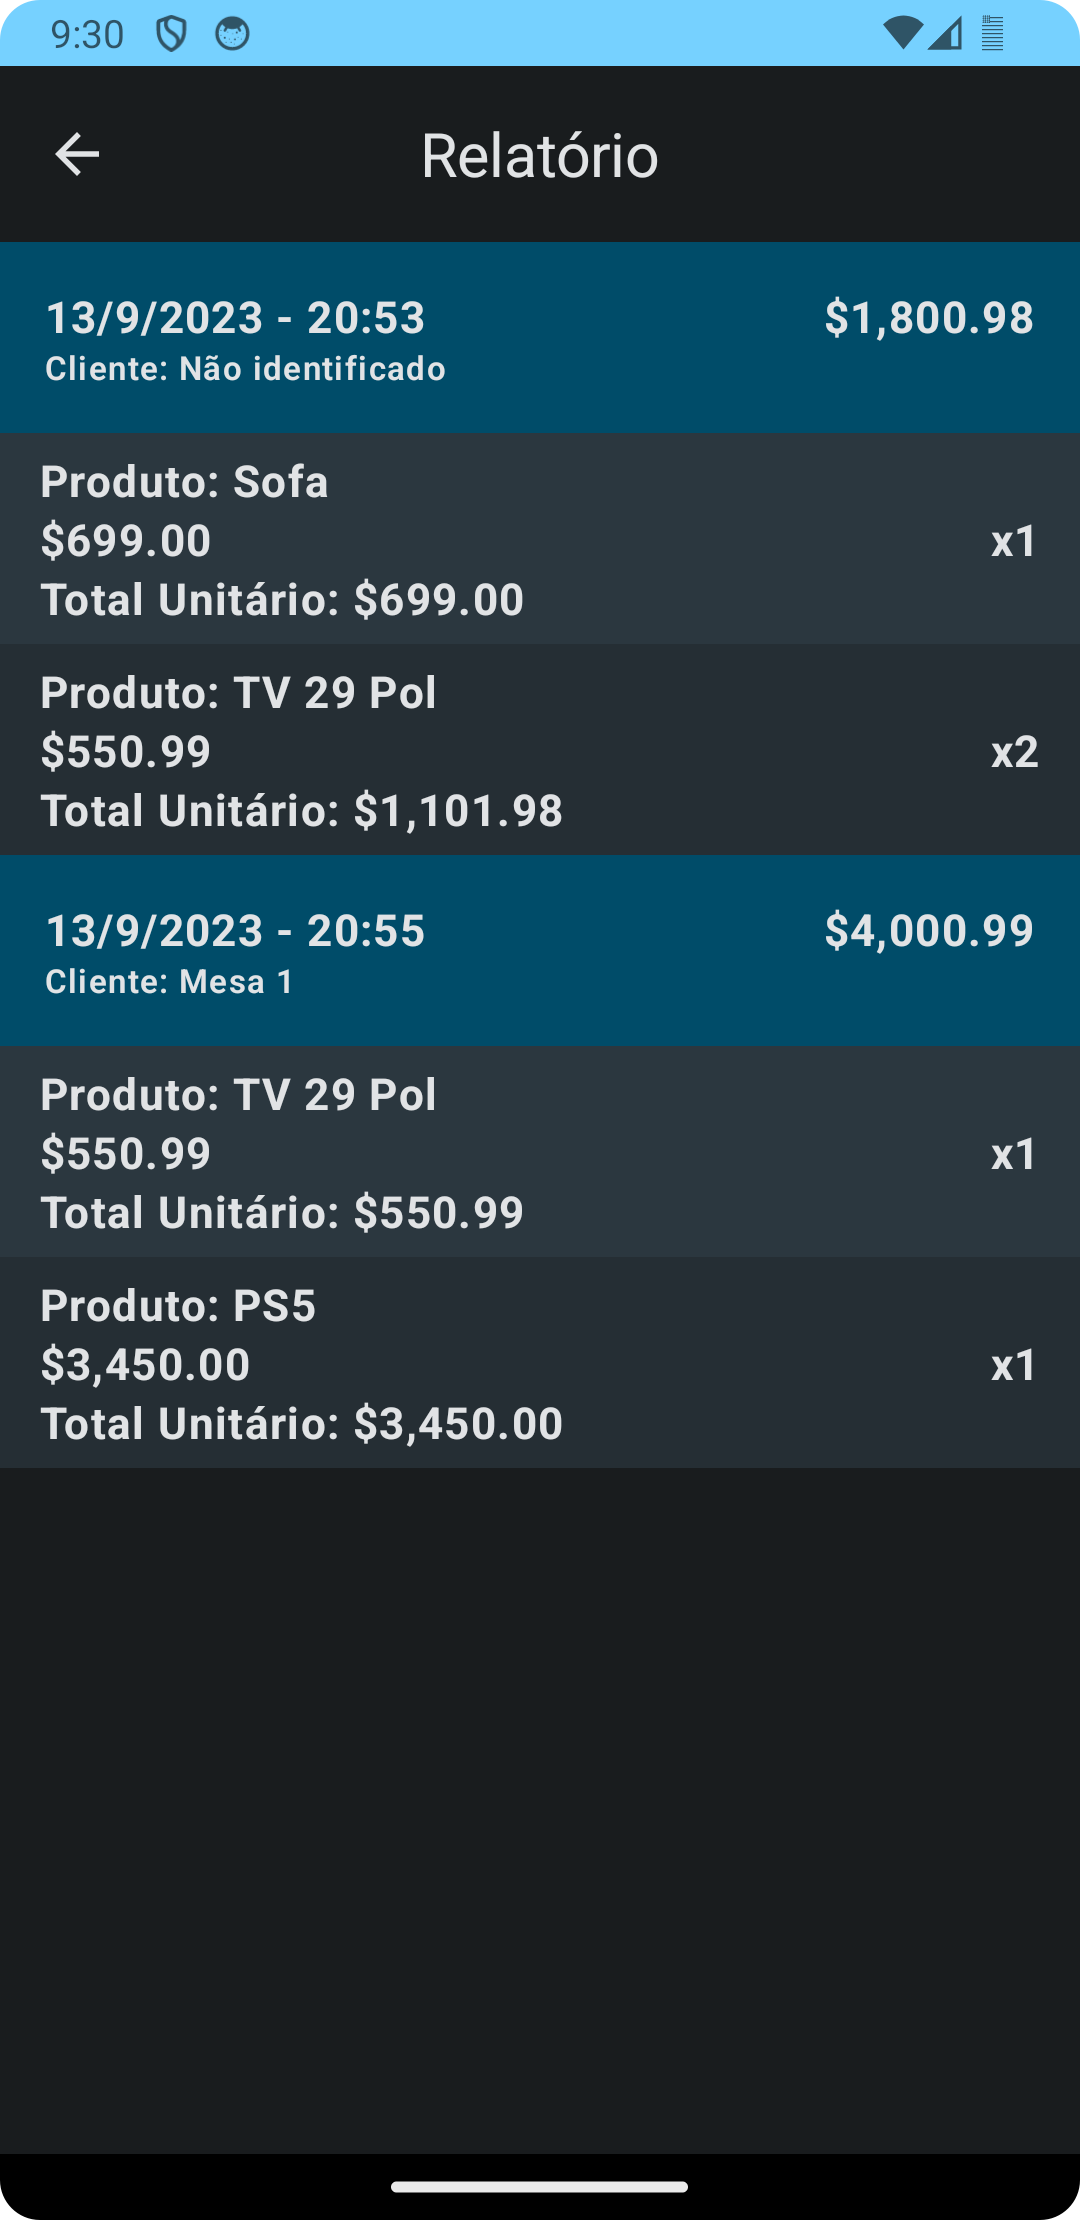 9:30
Relatório
13/9/2023 - 20:53 $1,800.98
Cliente: Não identificado
Produto: Sofa
$699.00 x1
Total Unitário: $699.00
Produto: TV 29 Pol
$550.99 x2
Total Unitário: $1,101.98
13/9/2023 - 20:55 $4,000.99
Cliente: Mesa 1
Produto: TV 29 Pol
$550.99 x1
Total Unitário: $550.99
Produto: PS5
$3,450.00 x1
Total Unitário: $3,450.00